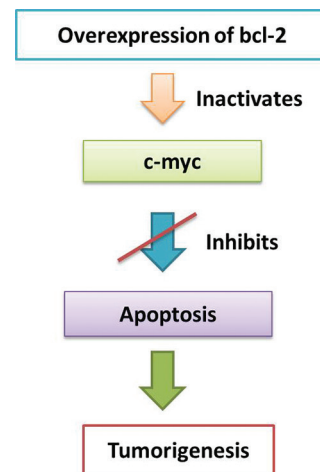 Overexpression of bcl-2
Inactivates
c-myc
Inhibits
Apoptosis
Tumorigenesis